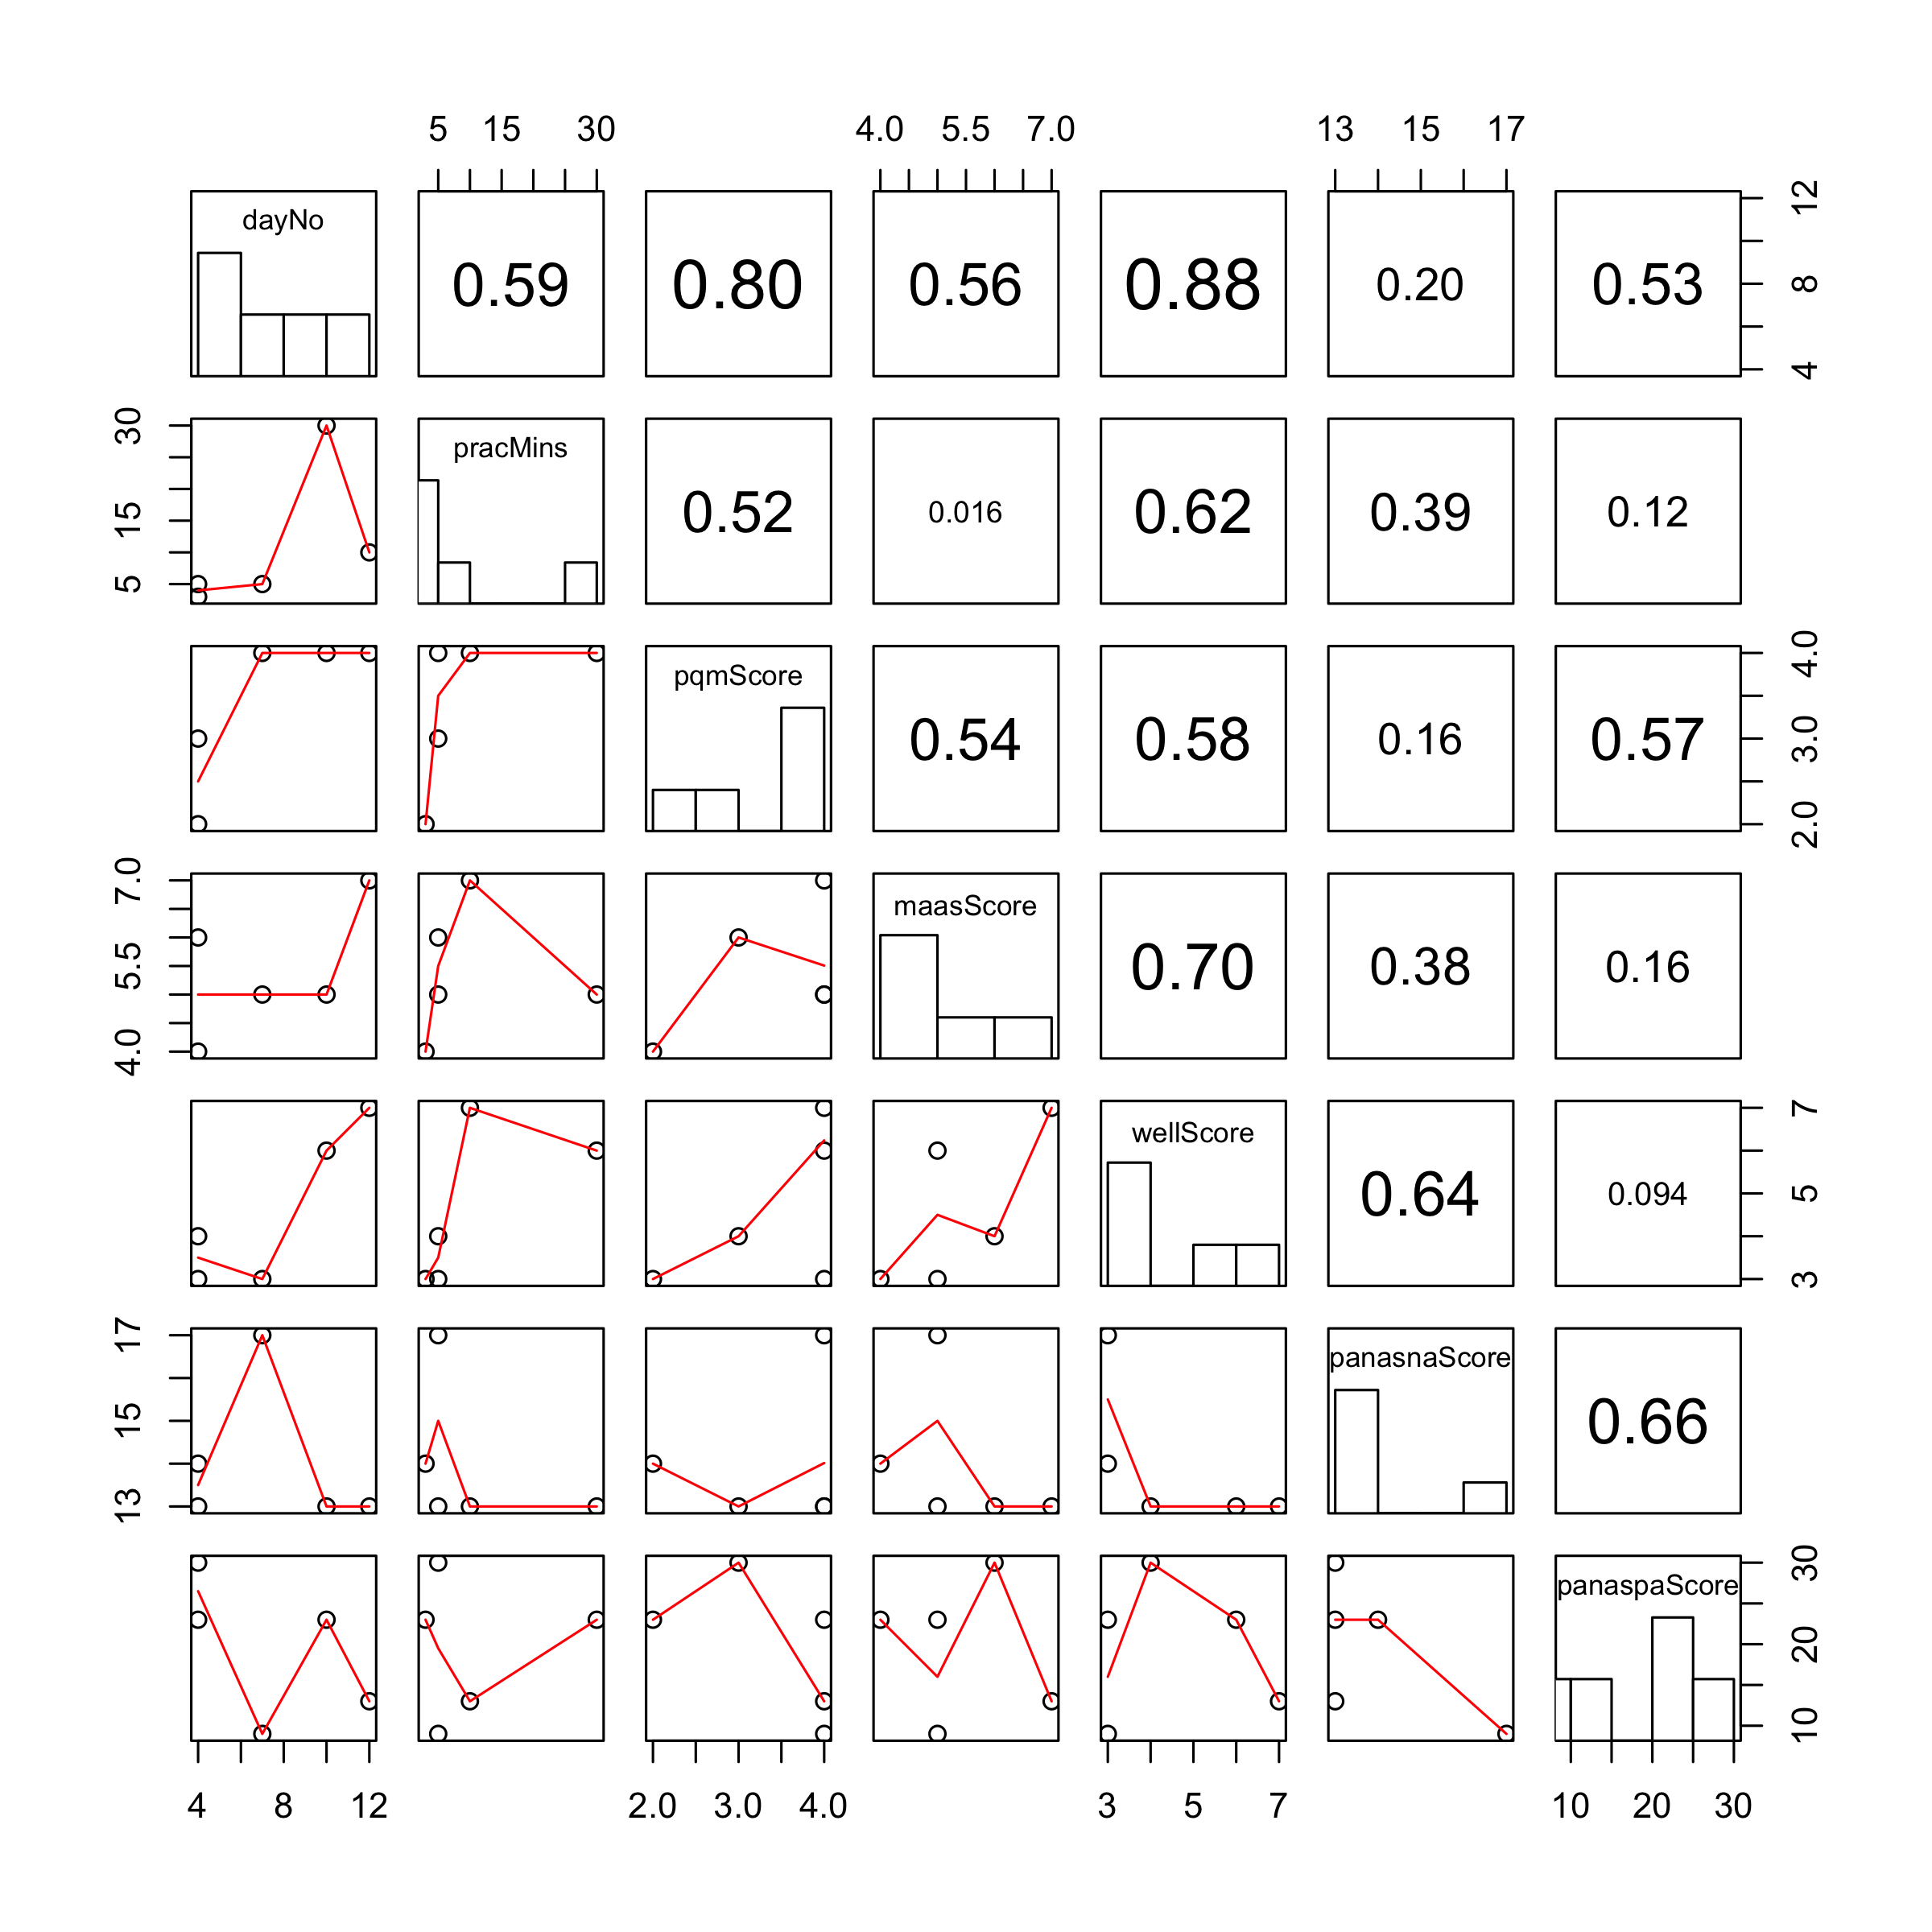 5 15 30 4.0 5.5 7.0 13 15 17
dayNo 0.59 0.80 0.56 0.88 0.20 0.53 4 8 12
5 15 30 pracMins 0.52 0.016 0.62 0.39 0.12
pqmScore 0.54 0.58 0.16 0.57 2.0 3.0 4.0
4.0 5.5 7.0 maasScore 0.70 0.38 0.16
wellScore 0.64 0.094 3 5 7
13 15 17 panasnaScore 0.66
panaspaScore 10 20 30
4 8 12 2.0 3.0 4.0 3 5 7 10 20 30